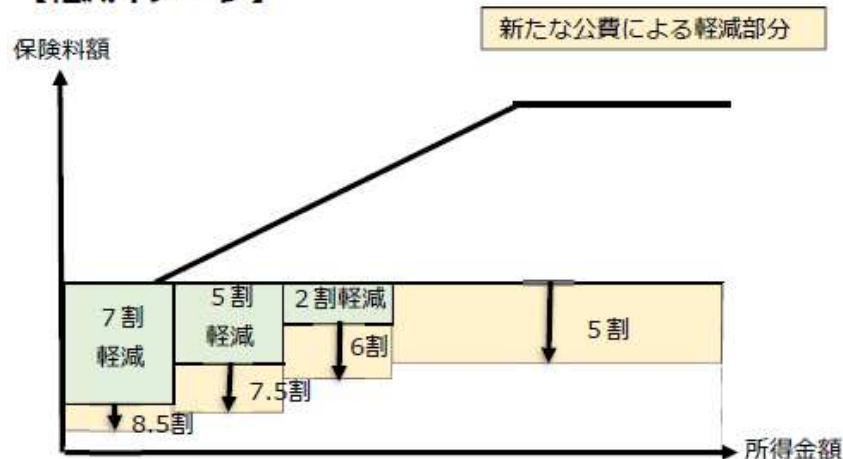 新たな公費による軽減部分
保険料額
7割
軽減
5割
軽減
2割軽減
6割
5割
7.5割
8.5割
所得金額